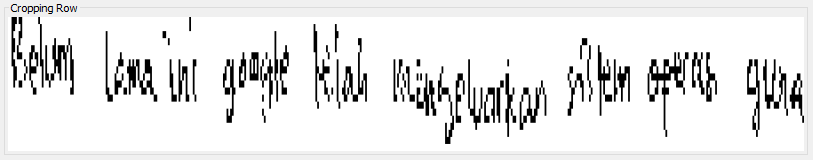 Cropping Row
Belum lama ini google telah mengeluarkan sistem operasi